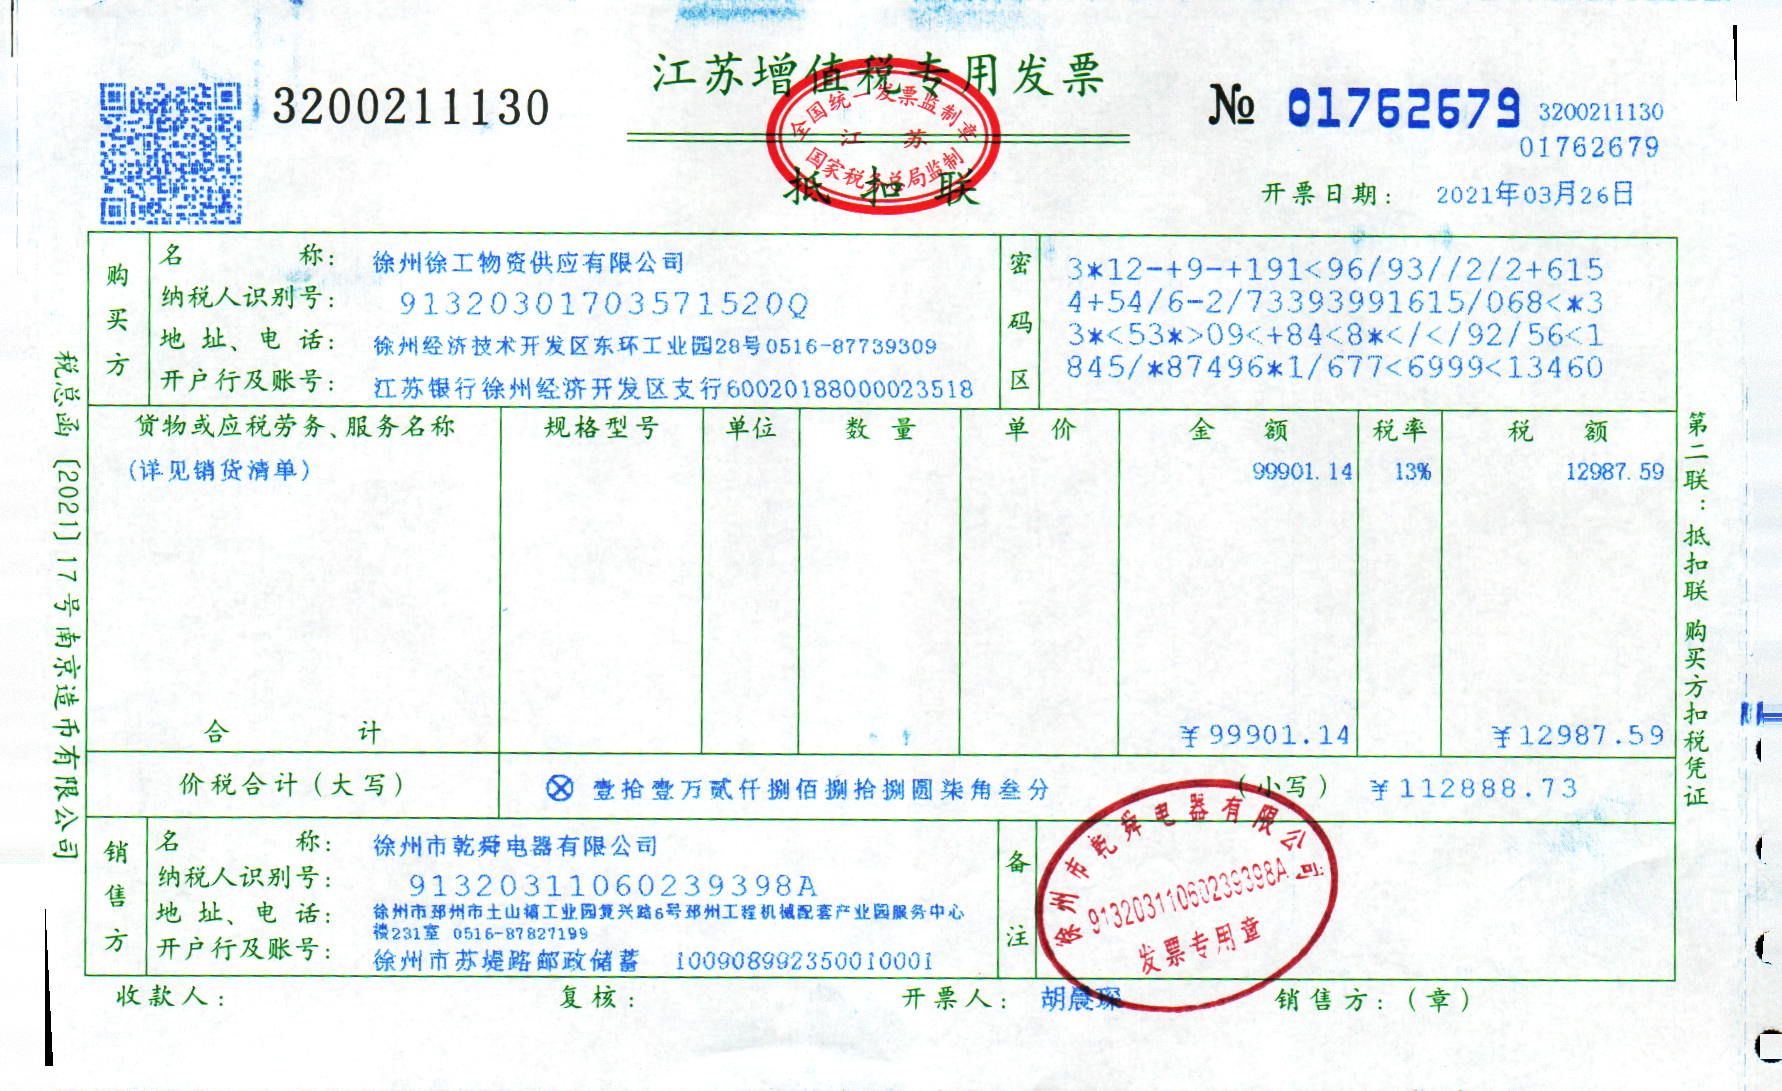 江苏增值税专用发票
全国统一发票监制章
江苏
国家税务总局监制
抵扣联
3200211130
№ 01762679
3200211130
01762679
开票日期: 2021年03月26日
购买方
名称: 徐州徐工物资供应有限公司
纳税人识别号: 91320301703571520Q
地址、电话: 徐州经济技术开发区东环工业园28号0516-87739309
开户行及账号: 江苏银行徐州经济开发区支行60020188000023518
密码区
3*12-+9-+191<96/93//2/2+615
4+54/6-2/73393991615/068<*3
3*<53*>09<+84<8*</</92/56<1
845/*87496*1/677<6999<13460
货物或应税劳务、服务名称 规格型号 单位 数量 单价 金额 税率 税额
(详见销货清单) 99901.14 13% 12987.59
合计 ¥99901.14 ¥12987.59
价税合计(大写) ⊗壹拾壹万贰仟捌佰捌拾捌圆柒角叁分 (小写) ¥112888.73
销售方
名称: 徐州市乾舜电器有限公司
纳税人识别号: 91320311060239398A
地址、电话: 徐州市邳州市土山镇工业园复兴路6号邳州工程机械配套产业园服务中心
楼231室 0516-87827199
开户行及账号: 徐州市苏堤路邮政储蓄 100908992350010001
备注
徐州市乾舜电器有限公司
91320311060239398A
发票专用章
收款人: 复核: 开票人: 胡晨琛 销售方:(章)
税总函〔2021〕17号南京造币有限公司
第二联:抵扣联 购买方扣税凭证